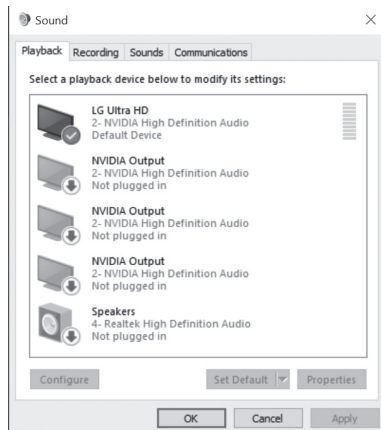 Sound
Playback Recording Sounds Communications
Select a playback device below to modify its settings:
LG Ultra HD
2- NVIDIA High Definition Audio
Default Device
NVIDIA Output
2- NVIDIA High Definition Audio
Not plugged in
NVIDIA Output
2- NVIDIA High Definition Audio
Not plugged in
NVIDIA Output
2- NVIDIA High Definition Audio
Not plugged in
Speakers
4- Realtek High Definition Audio
Not plugged in
Configure Set Default Properties
OK Cancel Apply